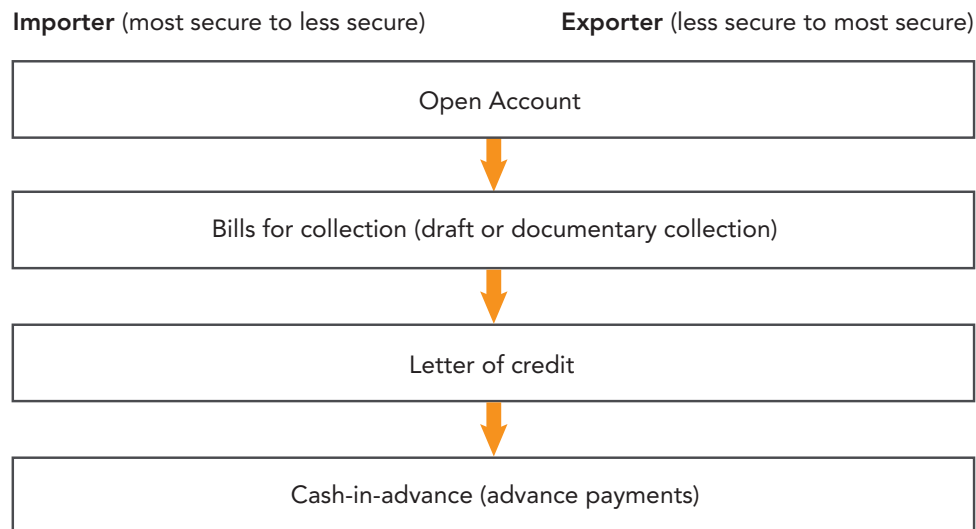 Importer (most secure to less secure) Exporter (less secure to most secure)
Open Account
Bills for collection (draft or documentary collection)
Letter of credit
Cash-in-advance (advance payments)